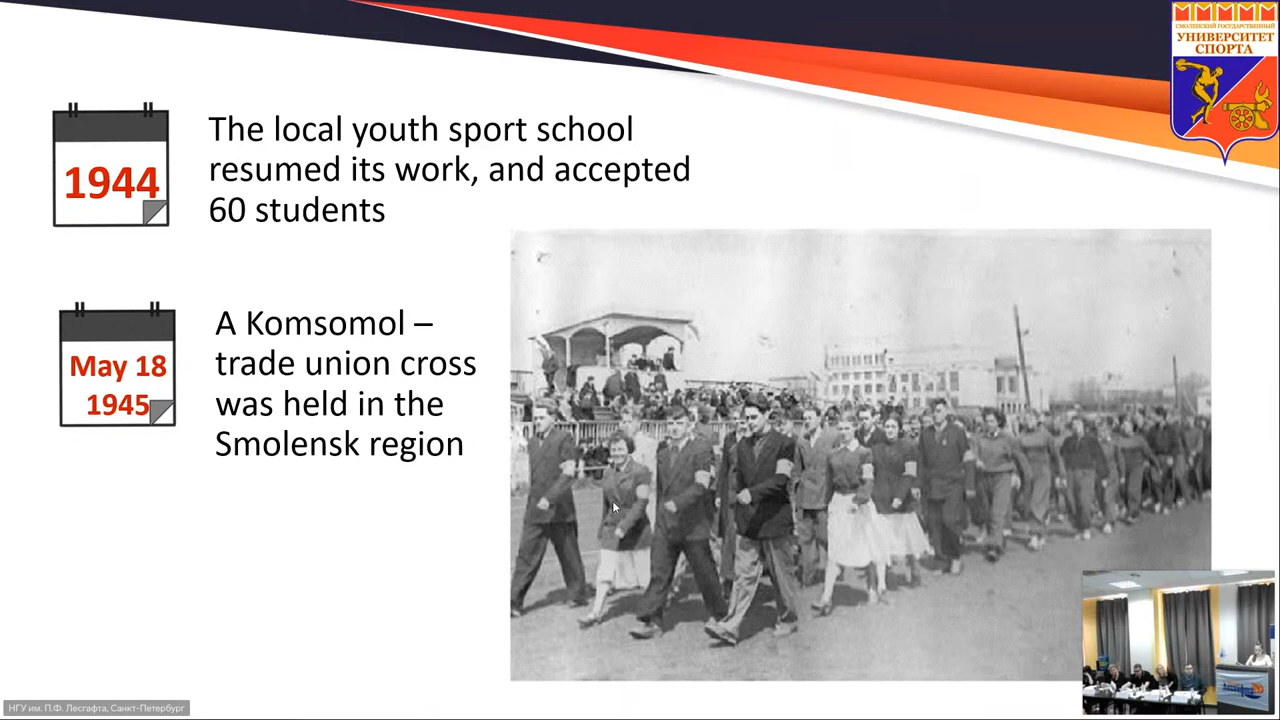 СМОЛЕНСКИЙ ГОСУДАРСТВЕННЫЙ
УНИВЕРСИТЕТ
СПОРТА
1944
The local youth sport school
resumed its work, and accepted
60 students
May 18
1945
A Komsomol –
trade union cross
was held in the
Smolensk region
НГУ им. П.Ф. Лесгафта, Санкт-Петербург